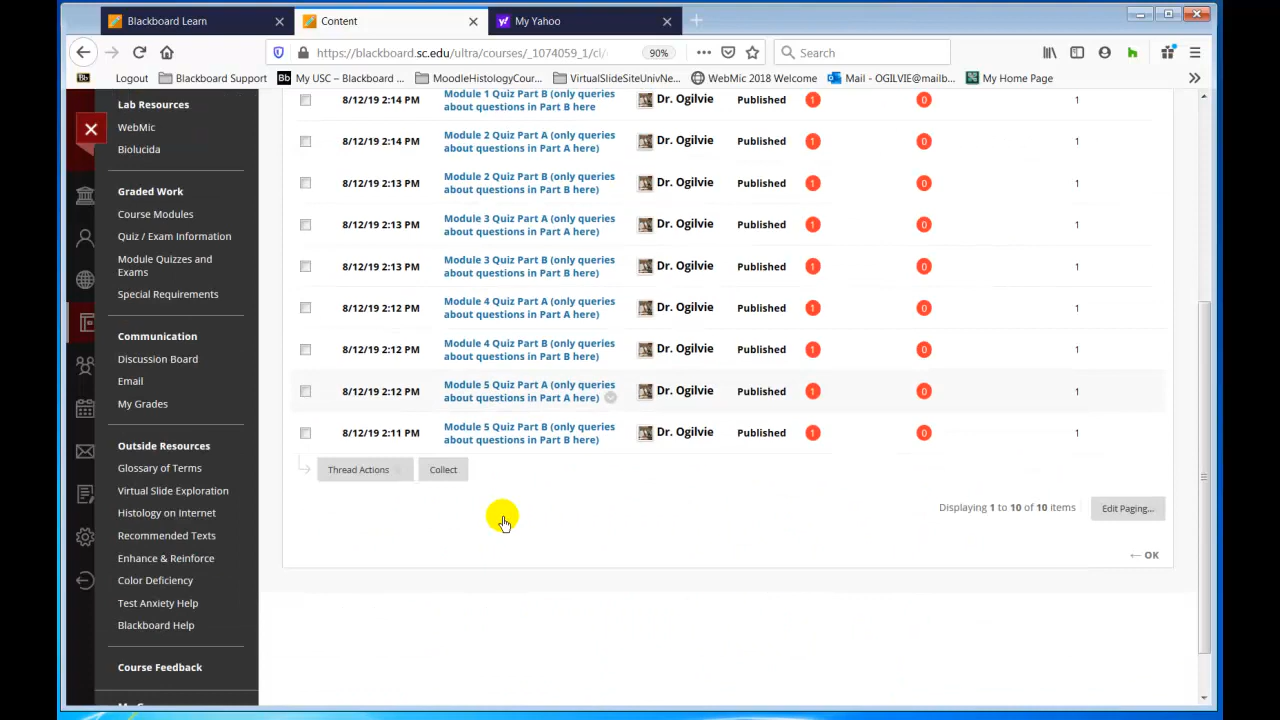 Blackboard Learn
Content
My Yahoo
https://blackboard.sc.edu/ultra/courses/_1074059_1/cl/
90%
Search
Bb
Logout
Blackboard Support
Bb My USC – Blackboard ...
MoodleHistologyCour...
VirtualSlideSiteUnivNe...
WebMic 2018 Welcome
Mail - OGILVIE@mailb...
My Home Page
Lab Resources
WebMic
Biolucida
Graded Work
Course Modules
Quiz / Exam Information
Module Quizzes and
Exams
Special Requirements
Communication
Discussion Board
Email
My Grades
Outside Resources
Glossary of Terms
Virtual Slide Exploration
Histology on Internet
Recommended Texts
Enhance & Reinforce
Color Deficiency
Test Anxiety Help
Blackboard Help
Course Feedback
8/12/19 2:14 PM Module 1 Quiz Part B (only queries Dr. Ogilvie Published 1 0 1
about questions in Part B here
8/12/19 2:14 PM Module 2 Quiz Part A (only queries Dr. Ogilvie Published 1 0 1
about questions in Part A here)
8/12/19 2:13 PM Module 2 Quiz Part B (only queries Dr. Ogilvie Published 1 0 1
about questions in Part B here)
8/12/19 2:13 PM Module 3 Quiz Part A (only queries Dr. Ogilvie Published 1 0 1
about questions in Part A here)
8/12/19 2:13 PM Module 3 Quiz Part B (only queries Dr. Ogilvie Published 1 0 1
about questions in Part B here)
8/12/19 2:12 PM Module 4 Quiz Part A (only queries Dr. Ogilvie Published 1 0 1
about questions in Part A here)
8/12/19 2:12 PM Module 4 Quiz Part B (only queries Dr. Ogilvie Published 1 0 1
about questions in Part B here)
8/12/19 2:12 PM Module 5 Quiz Part A (only queries Dr. Ogilvie Published 1 0 1
about questions in Part A here)
8/12/19 2:11 PM Module 5 Quiz Part B (only queries Dr. Ogilvie Published 1 0 1
about questions in Part B here)
Thread Actions
Collect
Displaying 1 to 10 of 10 items
Edit Paging...
← OK